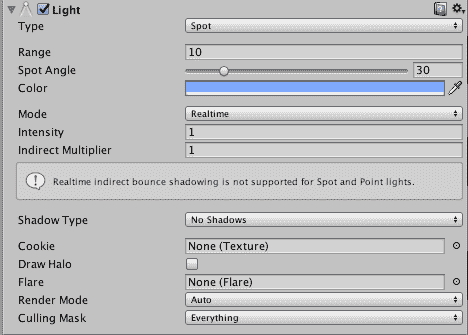 Light
Type Spot
Range 10
Spot Angle 30
Color
Mode Realtime
Intensity 1
Indirect Multiplier 1
Realtime indirect bounce shadowing is not supported for Spot and Point lights.
Shadow Type No Shadows
Cookie None (Texture)
Draw Halo
Flare None (Flare)
Render Mode Auto
Culling Mask Everything